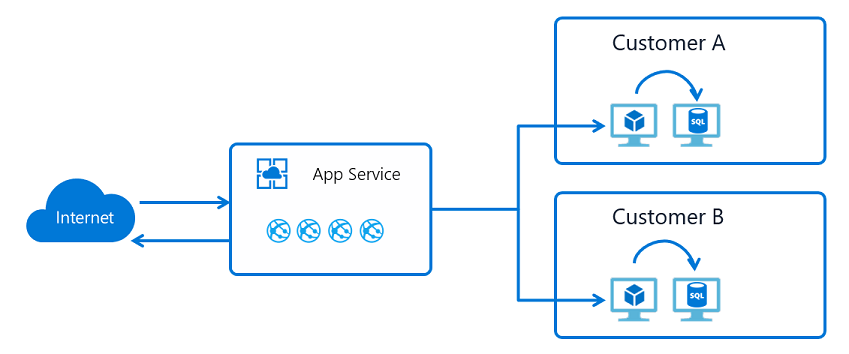 Customer A
SQL
App Service
Internet
Customer B
SQL